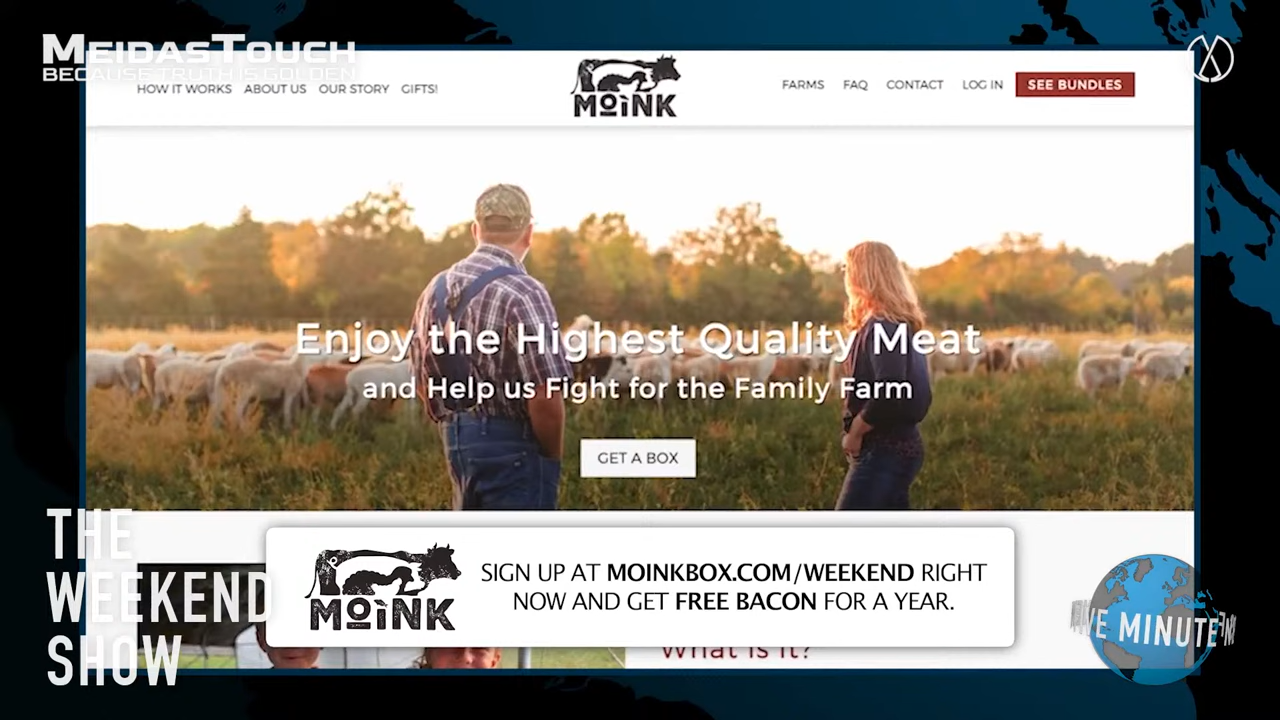 MEIDASTOUCH
BECAUSE TRUTH IS GOLDEN
HOW IT WORKS ABOUT US OUR STORY GIFTS!
MOINK
FARMS FAQ CONTACT LOG IN SEE BUNDLES
Enjoy the Highest Quality Meat
and Help us Fight for the Family Farm
GET A BOX
THE
WEEKEND
SHOW
MOINK
SIGN UP AT MOINKBOX.COM/WEEKEND RIGHT
NOW AND GET FREE BACON FOR A YEAR.
What is it?
MINUTE